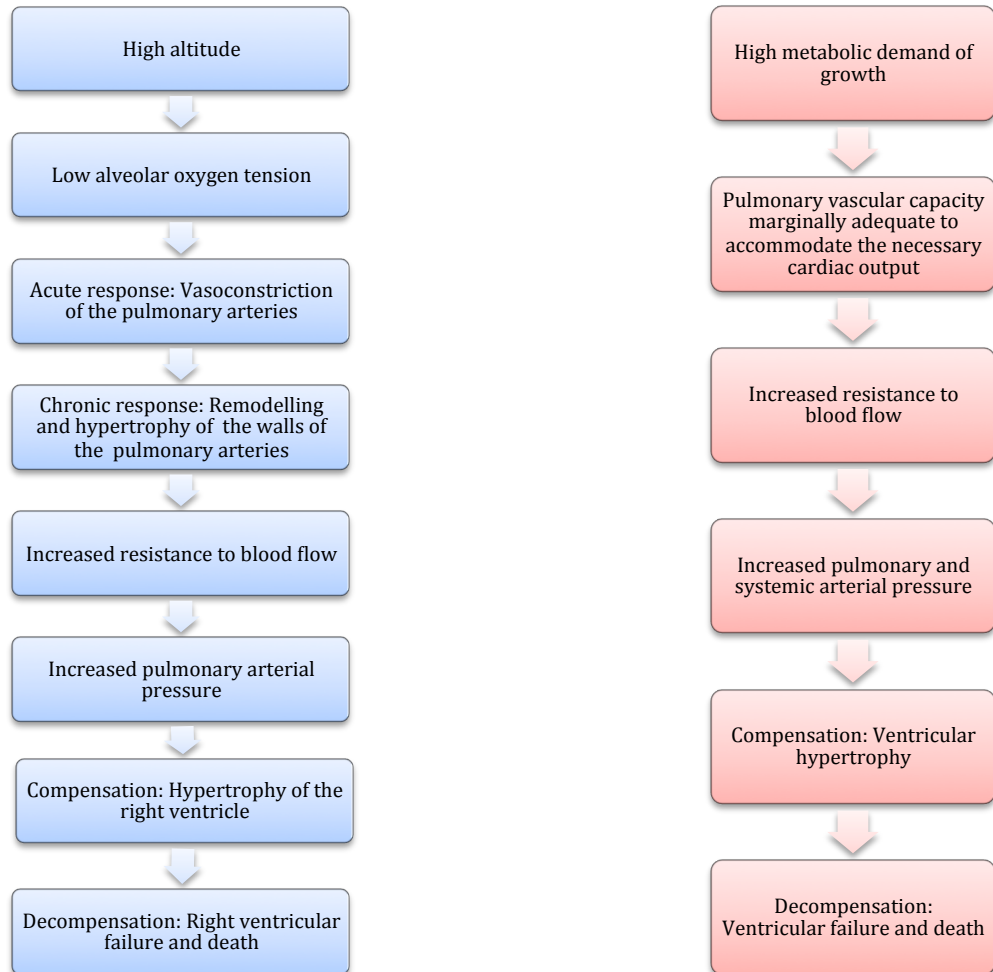 High altitude
Low alveolar oxygen tension
Acute response: Vasoconstriction
of the pulmonary arteries
Chronic response: Remodelling
and hypertrophy of the walls of
the pulmonary arteries
Increased resistance to blood flow
Increased pulmonary arterial
pressure
Compensation: Hypertrophy of the
right ventricle
Decompensation: Right ventricular
failure and death
High metabolic demand of
growth
Pulmonary vascular capacity
marginally adequate to
accommodate the necessary
cardiac output
Increased resistance to
blood flow
Increased pulmonary and
systemic arterial pressure
Compensation: Ventricular
hypertrophy
Decompensation:
Ventricular failure and death